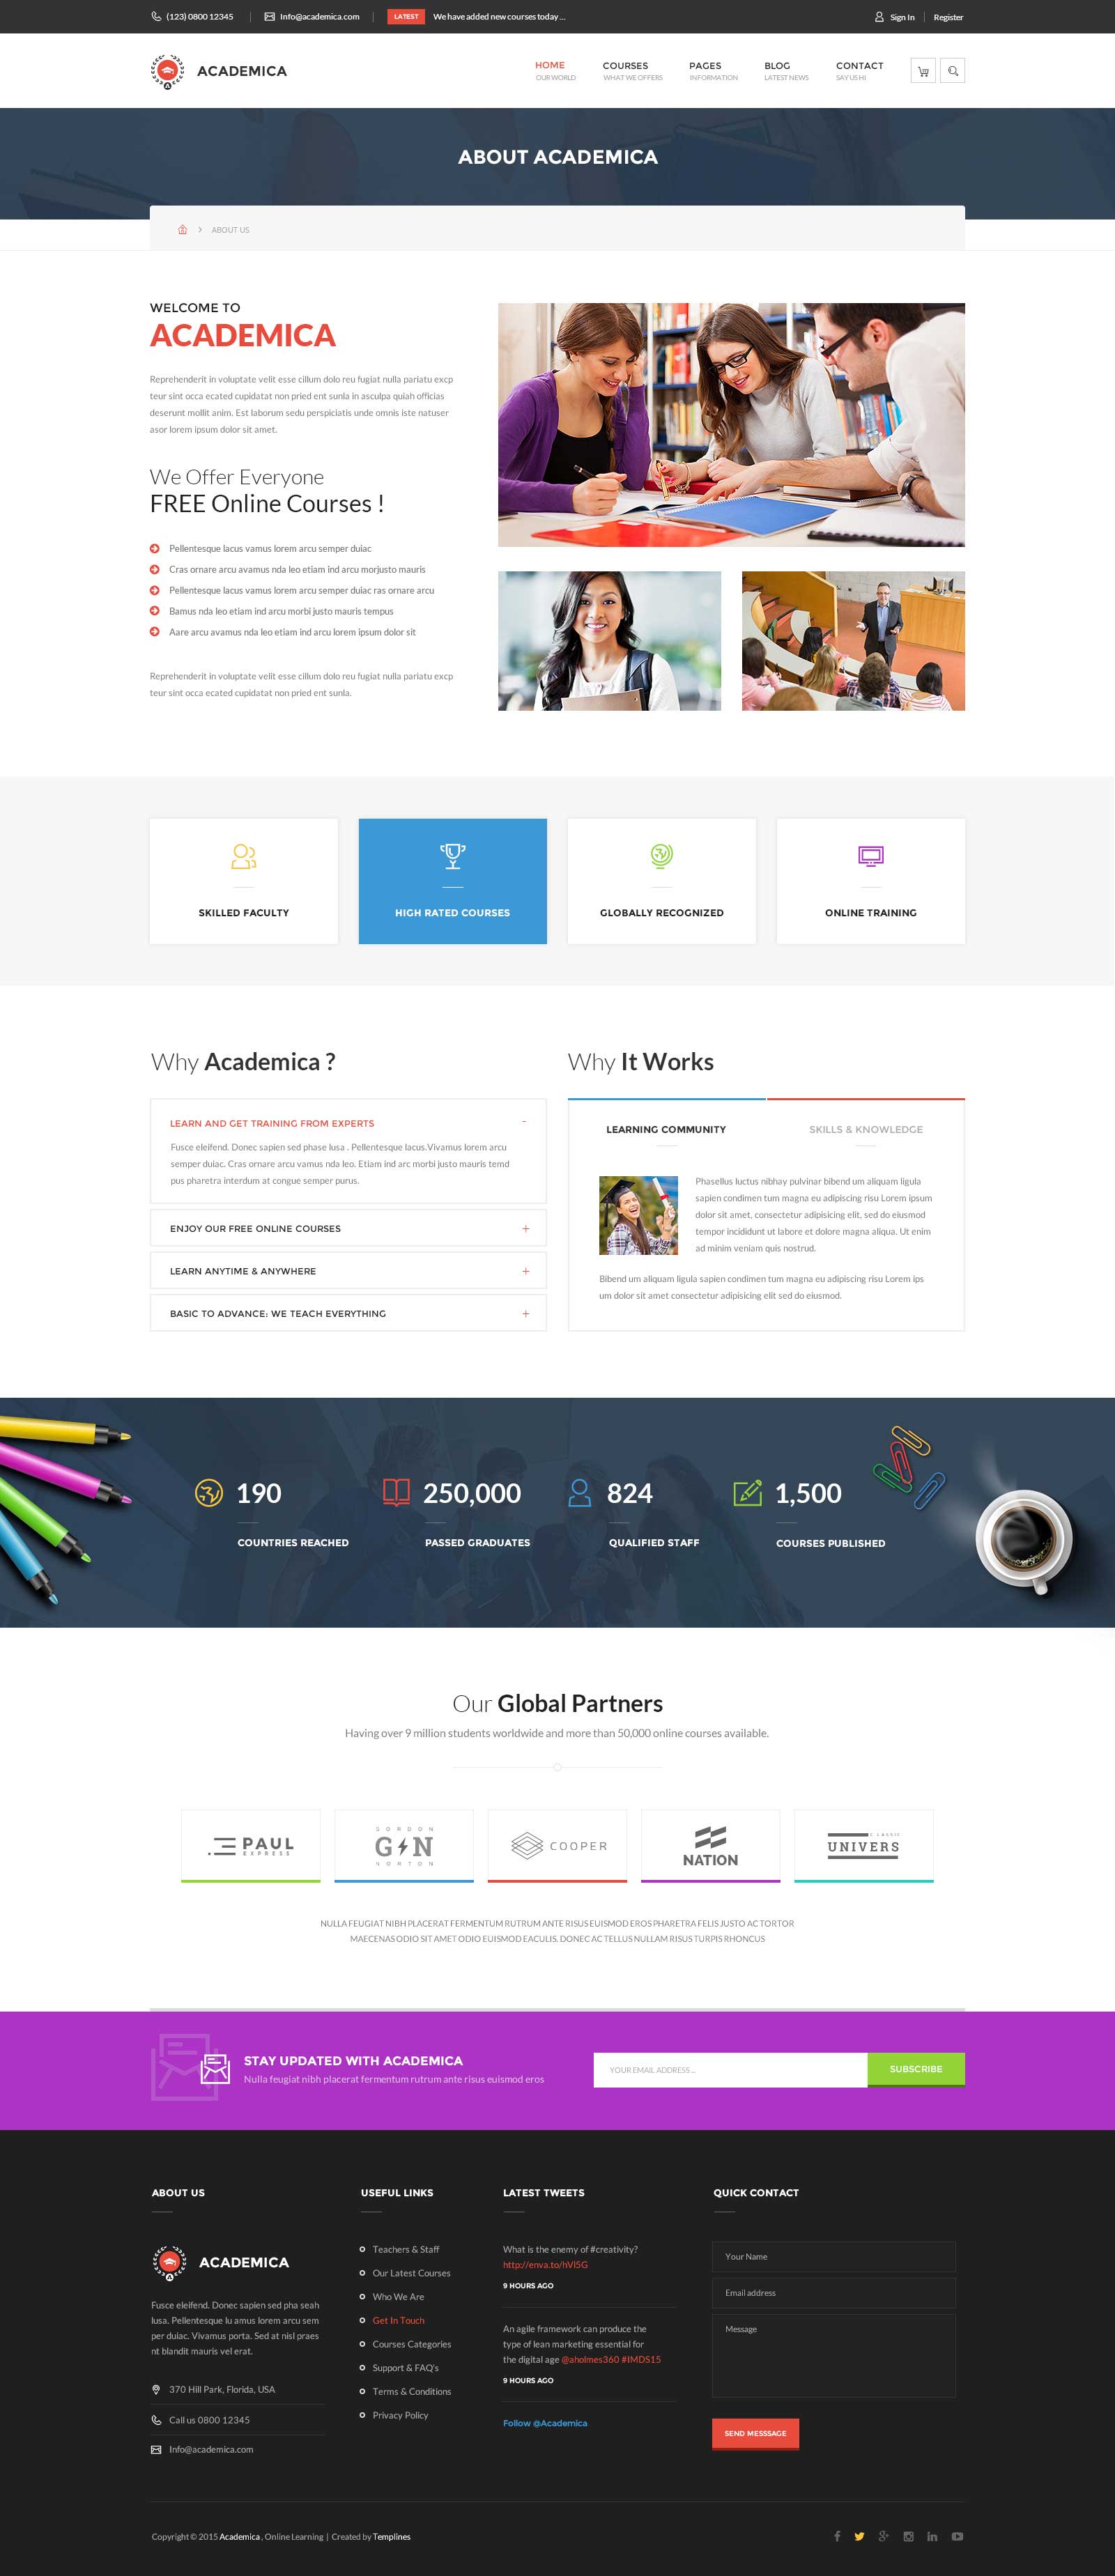 (123) 0800 12345
Info@academica.com
LATEST
We have added new courses today ...
Sign In
Register
ACADEMICA
HOME
OUR WORLD
COURSES
WHAT WE OFFERS
PAGES
INFORMATION
BLOG
LATEST NEWS
CONTACT
SAY US HI
ABOUT ACADEMICA
ABOUT US
WELCOME TO
ACADEMICA
Reprehenderit in voluptate velit esse cillum dolo reu fugiat nulla pariatu excp
teur sint occa ecated cupidatat non pried ent sunla in asculpa quiah officias
deserunt mollit anim. Est laborum sedu perspiciatis unde omnis iste natuser
asor lorem ipsum dolor sit amet.
We Offer Everyone
FREE Online Courses !
Pellentesque lacus vamus lorem arcu semper duiac
Cras ornare arcu avamus nda leo etiam ind arcu morjusto mauris
Pellentesque lacus vamus lorem arcu semper duiac ras ornare arcu
Bamus nda leo etiam ind arcu morbi justo mauris tempus
Aare arcu avamus nda leo etiam ind arcu lorem ipsum dolor sit
Reprehenderit in voluptate velit esse cillum dolo reu fugiat nulla pariatu excp
teur sint occa ecated cupidatat non pried ent sunla.
SKILLED FACULTY
HIGH RATED COURSES
GLOBALLY RECOGNIZED
ONLINE TRAINING
Why Academica ?
LEARN AND GET TRAINING FROM EXPERTS
-
Fusce eleifend. Donec sapien sed phase lusa . Pellentesque lacus.Vivamus lorem arcu
semper duiac. Cras ornare arcu vamus nda leo. Etiam ind arc morbi justo mauris temd
pus pharetra interdum at congue semper purus.
ENJOY OUR FREE ONLINE COURSES
+
LEARN ANYTIME & ANYWHERE
+
BASIC TO ADVANCE: WE TEACH EVERYTHING
+
Why It Works
LEARNING COMMUNITY
SKILLS & KNOWLEDGE
Phasellus luctus nibhay pulvinar bibend um aliquam ligula
sapien condimen tum magna eu adipiscing risu Lorem ipsum
dolor sit amet, consectetur adipisicing elit, sed do eiusmod
tempor incididunt ut labore et dolore magna aliqua. Ut enim
ad minim veniam quis nostrud.
Bibend um aliquam ligula sapien condimen tum magna eu adipiscing risu Lorem ips
um dolor sit amet consectetur adipisicing elit sed do eiusmod.
190
COUNTRIES REACHED
250,000
PASSED GRADUATES
824
QUALIFIED STAFF
1,500
COURSES PUBLISHED
Our Global Partners
Having over 9 million students worldwide and more than 50,000 online courses available.
PAUL
EXPRESS
GORDON
G N
NORTON
COOPER
NATION
CLASSIC
UNIVERS
NULLA FEUGIAT NIBH PLACERAT FERMENTUM RUTRUM ANTE RISUS EUISMOD EROS PHARETRA FELIS JUSTO AC TORTOR
MAECENAS ODIO SIT AMET ODIO EUISMOD EACULIS. DONEC AC TELLUS NULLAM RISUS TURPIS RHONCUS
STAY UPDATED WITH ACADEMICA
Nulla feugiat nibh placerat fermentum rutrum ante risus euismod eros
YOUR EMAIL ADDRESS ...
SUBSCRIBE
ABOUT US
ACADEMICA
Fusce eleifend. Donec sapien sed pha seah
lusa. Pellentesque lu amus lorem arcu sem
per duiac. Vivamus porta. Sed at nisl praes
nt blandit mauris vel erat.
370 Hill Park, Florida, USA
Call us 0800 12345
Info@academica.com
USEFUL LINKS
Teachers & Staff
Our Latest Courses
Who We Are
Get In Touch
Courses Categories
Support & FAQ's
Terms & Conditions
Privacy Policy
LATEST TWEETS
What is the enemy of #creativity?
http://enva.to/hVl5G
9 HOURS AGO
An agile framework can produce the
type of lean marketing essential for
the digital age @aholmes360 #IMDS15
9 HOURS AGO
Follow @Academica
QUICK CONTACT
Your Name
Email address
Message
SEND MESSSAGE
Copyright © 2015 Academica , Online Learning | Created by Templines